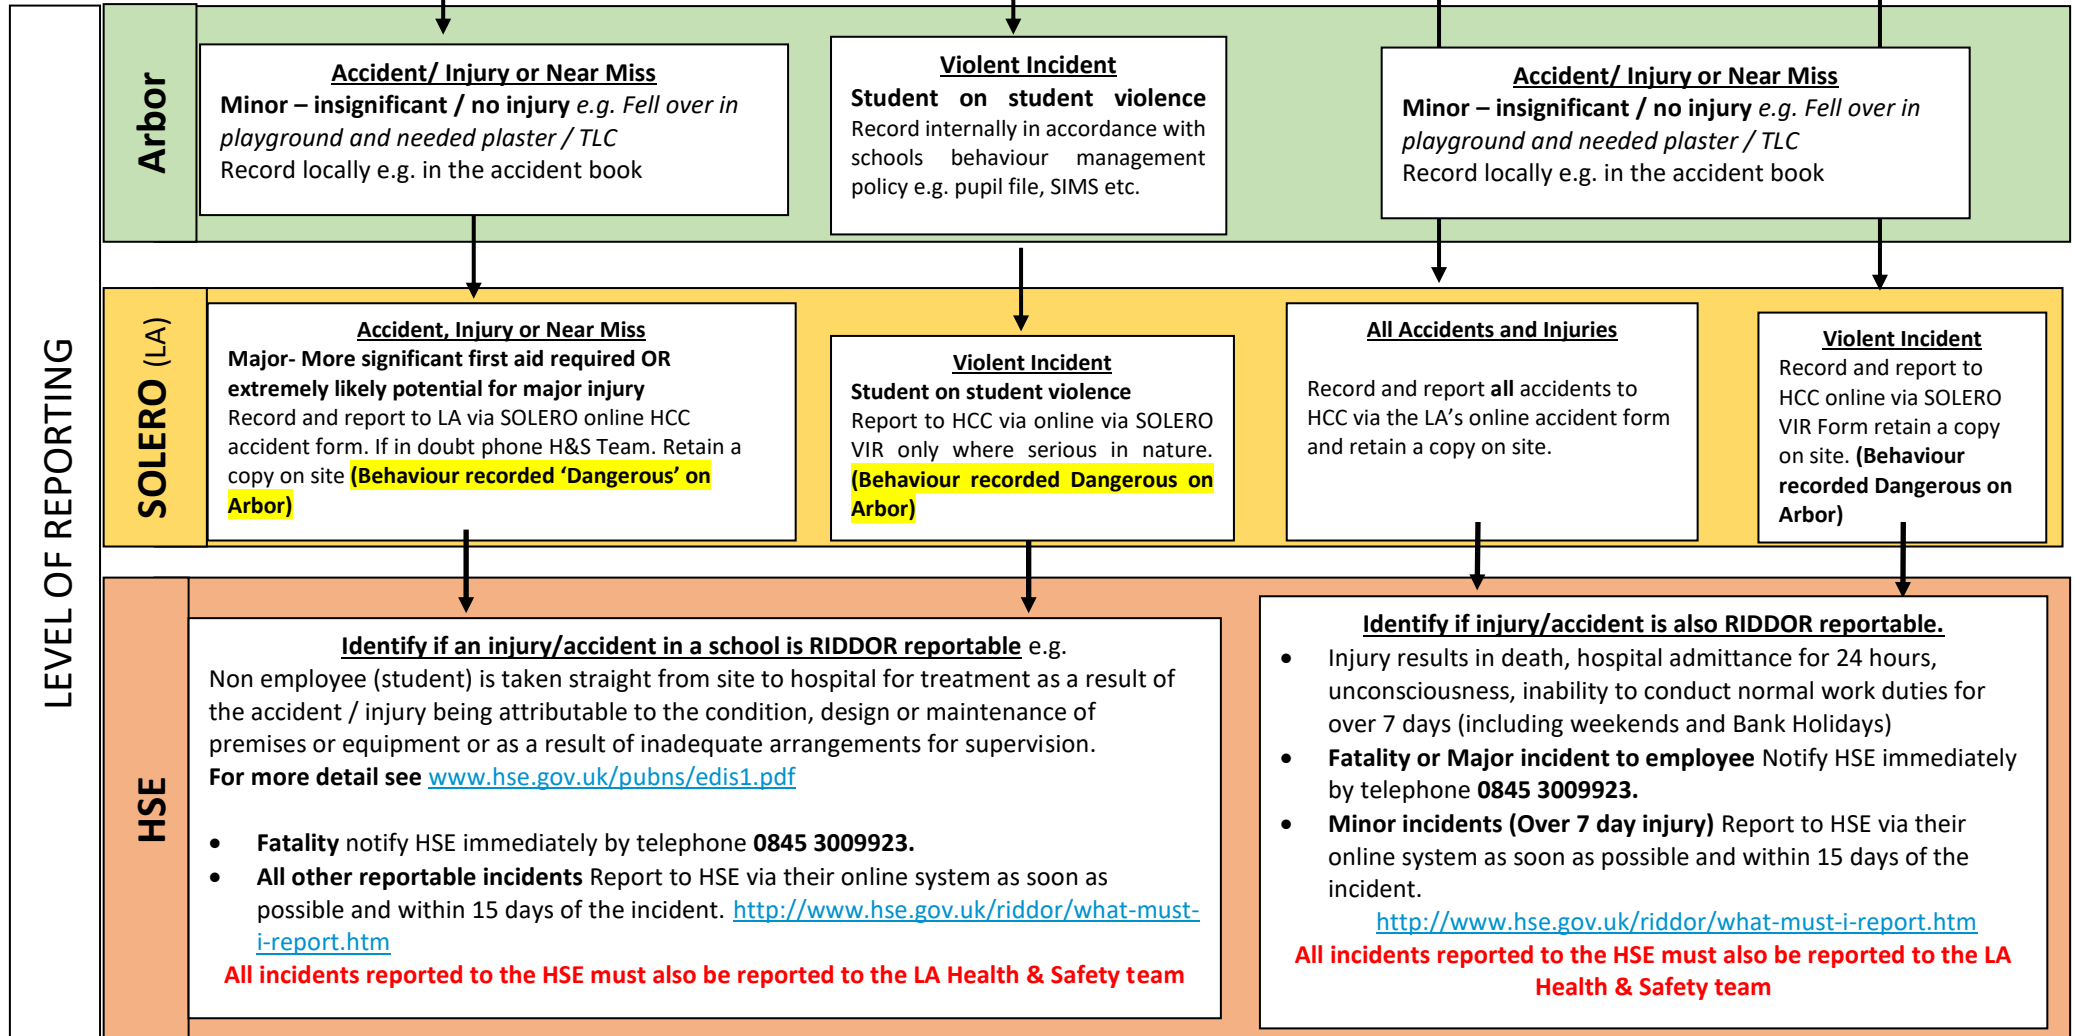 LEVEL OF REPORTING
Arbor
Accident/ Injury or Near Miss
Minor – insignificant / no injury e.g. Fell over in
playground and needed plaster / TLC
Record locally e.g. in the accident book
Violent Incident
Student on student violence
Record internally in accordance with
schools behaviour management
policy e.g. pupil file, SIMS etc.
Accident/ Injury or Near Miss
Minor – insignificant / no injury e.g. Fell over in
playground and needed plaster / TLC
Record locally e.g. in the accident book
SOLERO (LA)
Accident, Injury or Near Miss
Major- More significant first aid required OR
extremely likely potential for major injury
Record and report to LA via SOLERO online HCC
accident form. If in doubt phone H&S Team. Retain a
copy on site (Behaviour recorded ‘Dangerous’ on
Arbor)
Violent Incident
Student on student violence
Report to HCC via online via SOLERO
VIR only where serious in nature.
(Behaviour recorded Dangerous on
Arbor)
All Accidents and Injuries
Record and report all accidents to
HCC via the LA’s online accident form
and retain a copy on site.
Violent Incident
Record and report to
HCC online via SOLERO
VIR Form retain a copy
on site. (Behaviour
recorded Dangerous on
Arbor)
HSE
Identify if an injury/accident in a school is RIDDOR reportable e.g.
Non employee (student) is taken straight from site to hospital for treatment as a result of
the accident / injury being attributable to the condition, design or maintenance of
premises or equipment or as a result of inadequate arrangements for supervision.
For more detail see www.hse.gov.uk/pubns/edis1.pdf
• Fatality notify HSE immediately by telephone 0845 3009923.
• All other reportable incidents Report to HSE via their online system as soon as
possible and within 15 days of the incident. http://www.hse.gov.uk/riddor/what-must-
i-report.htm
All incidents reported to the HSE must also be reported to the LA Health & Safety team
Identify if injury/accident is also RIDDOR reportable.
• Injury results in death, hospital admittance for 24 hours,
unconsciousness, inability to conduct normal work duties for
over 7 days (including weekends and Bank Holidays)
• Fatality or Major incident to employee Notify HSE immediately
by telephone 0845 3009923.
• Minor incidents (Over 7 day injury) Report to HSE via their
online system as soon as possible and within 15 days of the
incident.
http://www.hse.gov.uk/riddor/what-must-i-report.htm
All incidents reported to the HSE must also be reported to the LA
Health & Safety team